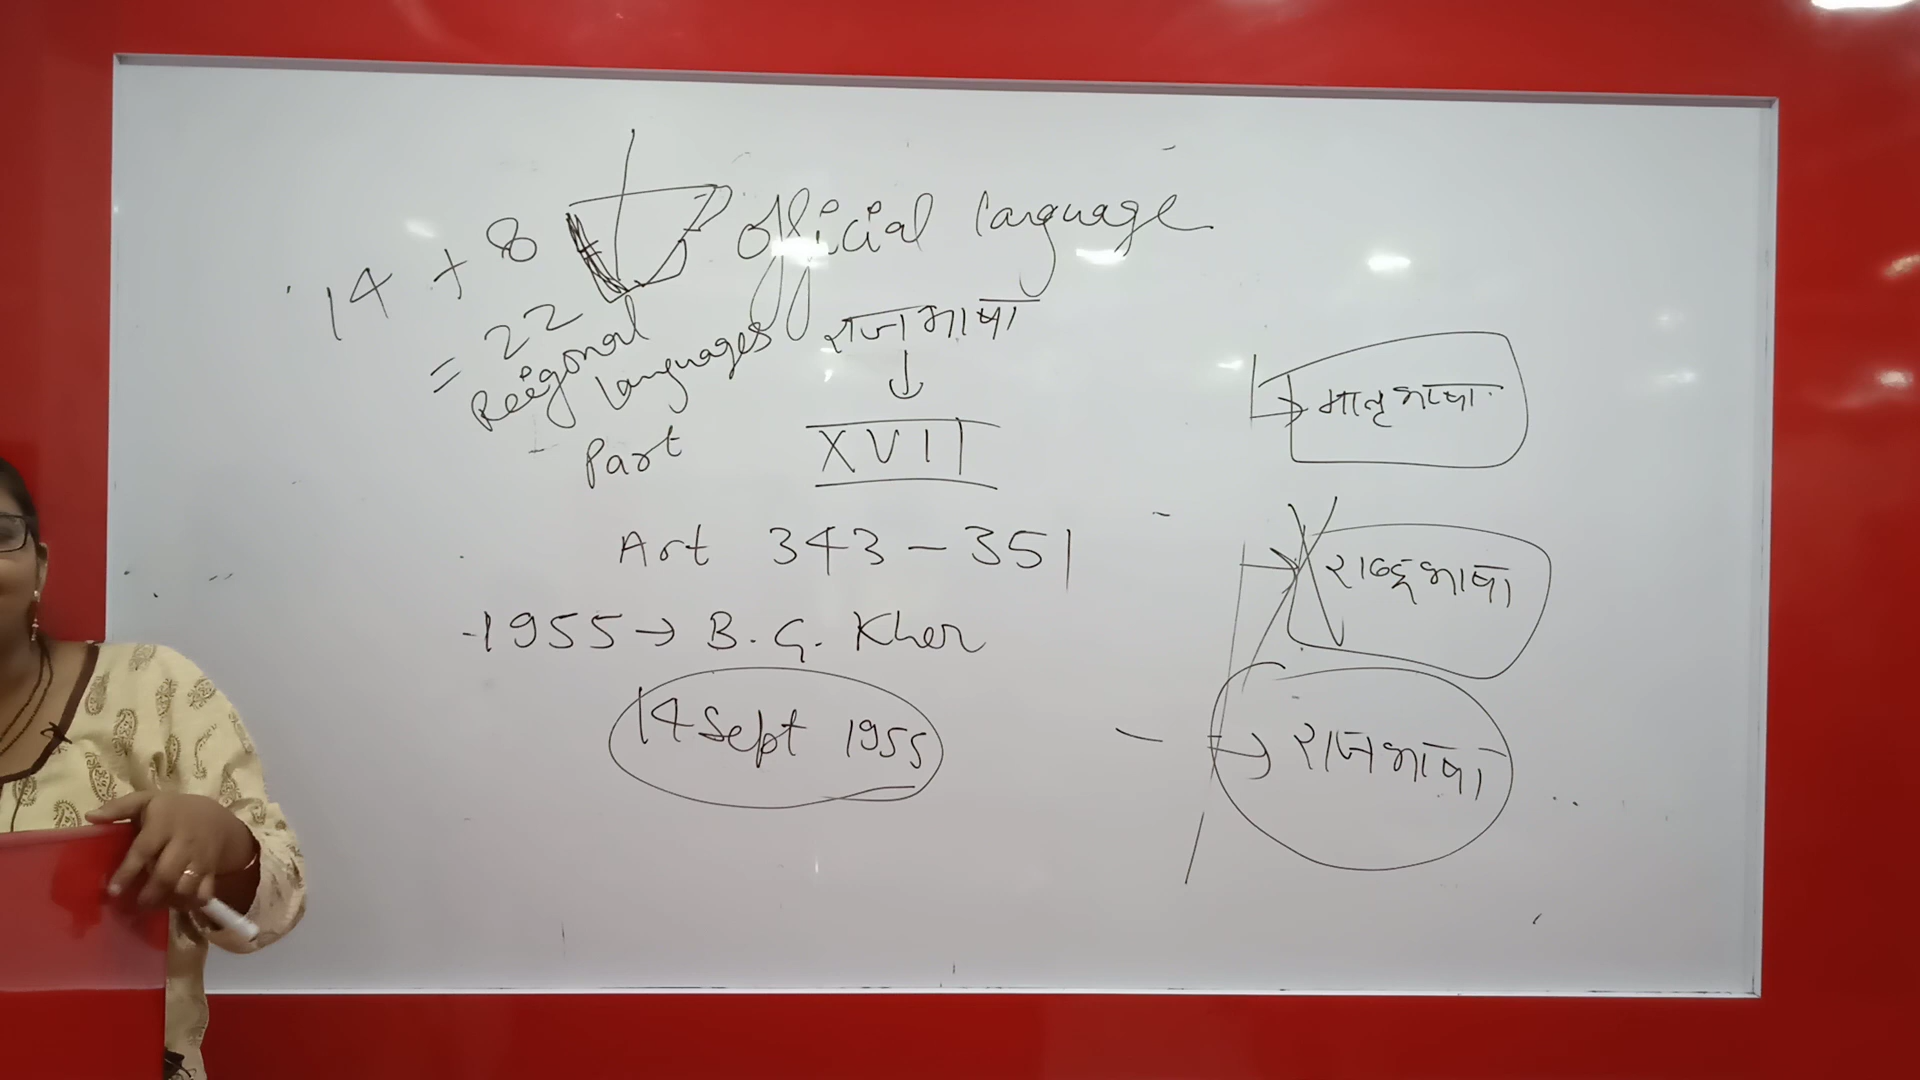 14 + 8
= 22
Reigonal
languages
official language
राजभाषा
Part XVII
Art 343 - 351
-1955 → B. G. Kher
14 Sept 1955
→ मातृभाषा
→ राष्ट्रभाषा
→ राजभाषा